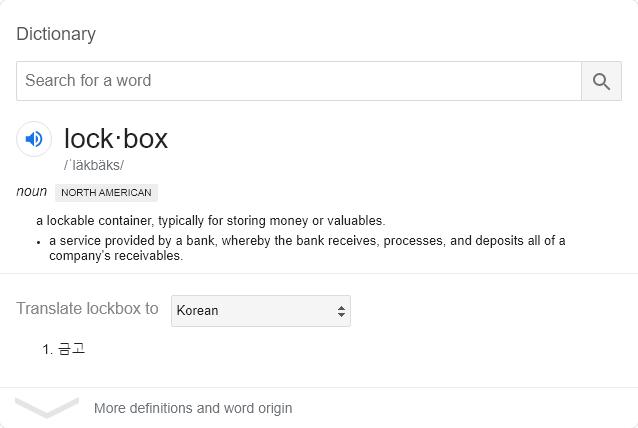 Dictionary
Search for a word
lock·box
/ˈläkbäks/
noun NORTH AMERICAN
a lockable container, typically for storing money or valuables.
• a service provided by a bank, whereby the bank receives, processes, and deposits all of a
company's receivables.
Translate lockbox to Korean
1. 금고
More definitions and word origin